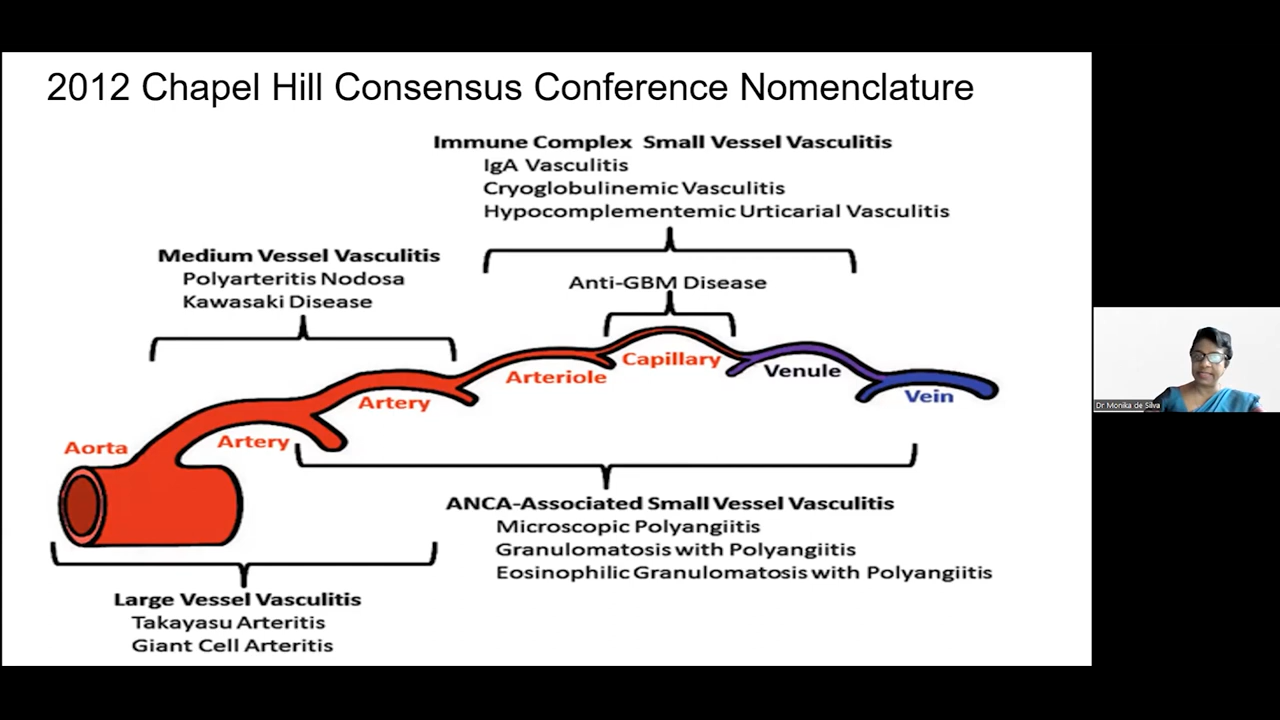 2012 Chapel Hill Consensus Conference Nomenclature
Immune Complex Small Vessel Vasculitis
IgA Vasculitis
Cryoglobulinemic Vasculitis
Hypocomplementemic Urticarial Vasculitis
Medium Vessel Vasculitis
Polyarteritis Nodosa
Kawasaki Disease
Anti-GBM Disease
Capillary
Arteriole
Venule
Artery
Vein
Artery
Aorta
ANCA-Associated Small Vessel Vasculitis
Microscopic Polyangiitis
Granulomatosis with Polyangiitis
Eosinophilic Granulomatosis with Polyangiitis
Large Vessel Vasculitis
Takayasu Arteritis
Giant Cell Arteritis
Dr Monika de Silva